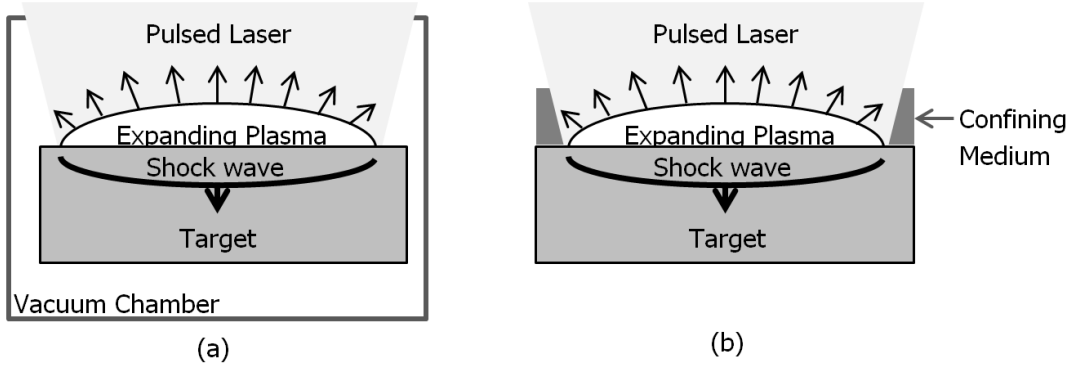 Pulsed Laser
Expanding Plasma
Shock wave
Target
Vacuum Chamber
(a)
Pulsed Laser
Expanding Plasma
Shock wave
Target
Confining
Medium
(b)